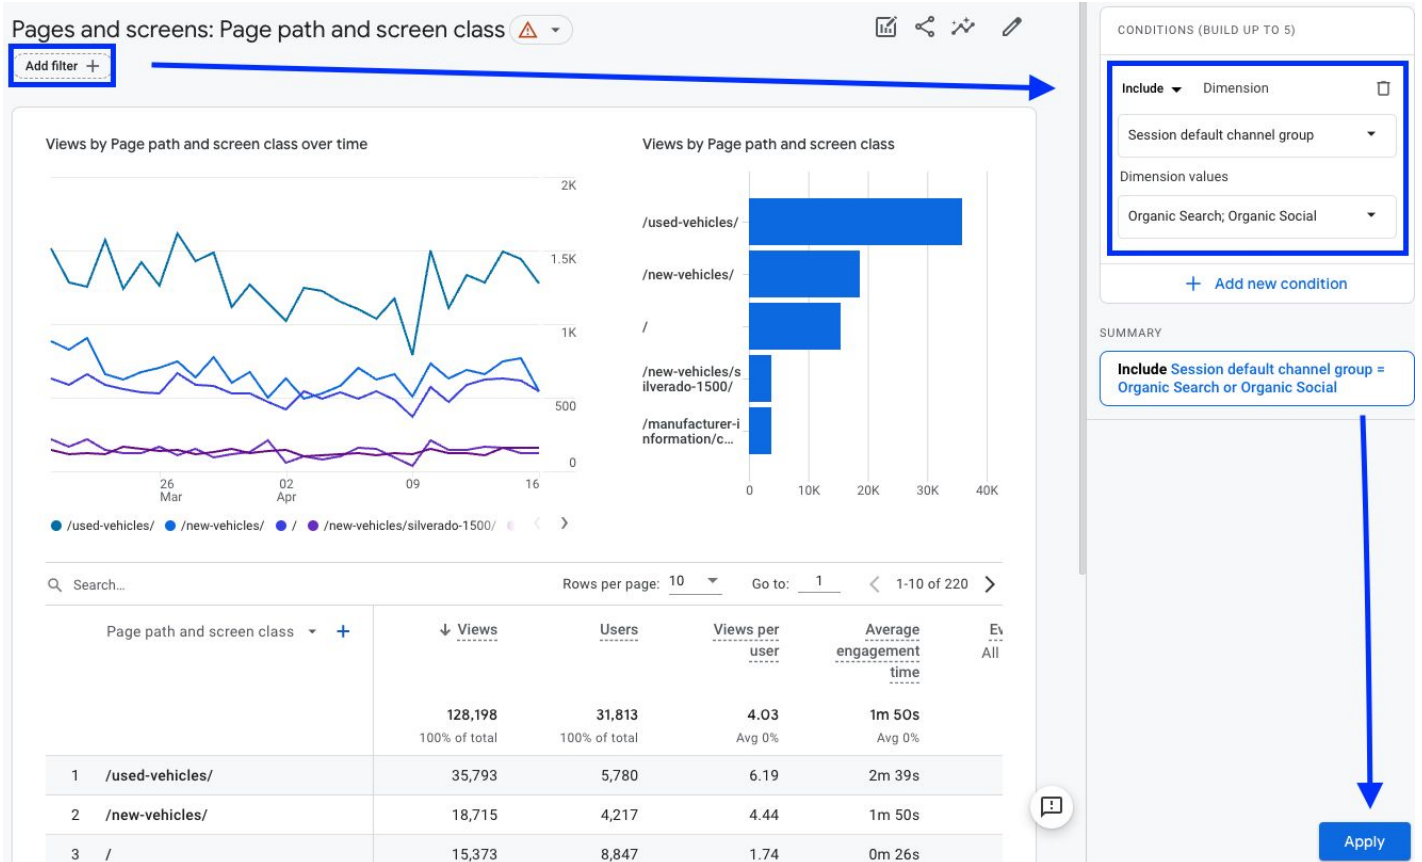 Pages and screens: Page path and screen class
Add filter +
Views by Page path and screen class over time
2K
1.5K
1K
500
0
26
Mar
02
Apr
09
16
/used-vehicles/
/new-vehicles/
/
/new-vehicles/silverado-1500/
Views by Page path and screen class
/used-vehicles/
/new-vehicles/
/
/new-vehicles/s
ilverado-1500/
/manufacturer-i
nformation/c...
0 10K 20K 30K 40K
Search...
Rows per page: 10
Go to: 1
1-10 of 220
Page path and screen class +
↓ Views
Users
Views per
user
Average
engagement
time
Ev
All
128,198 31,813 4.03 1m 50s
100% of total 100% of total Avg 0% Avg 0%
1 /used-vehicles/ 35,793 5,780 6.19 2m 39s
2 /new-vehicles/ 18,715 4,217 4.44 1m 50s
3 / 15,373 8,847 1.74 0m 26s
CONDITIONS (BUILD UP TO 5)
Include Dimension
Session default channel group
Dimension values
Organic Search; Organic Social
+ Add new condition
SUMMARY
Include Session default channel group =
Organic Search or Organic Social
Apply